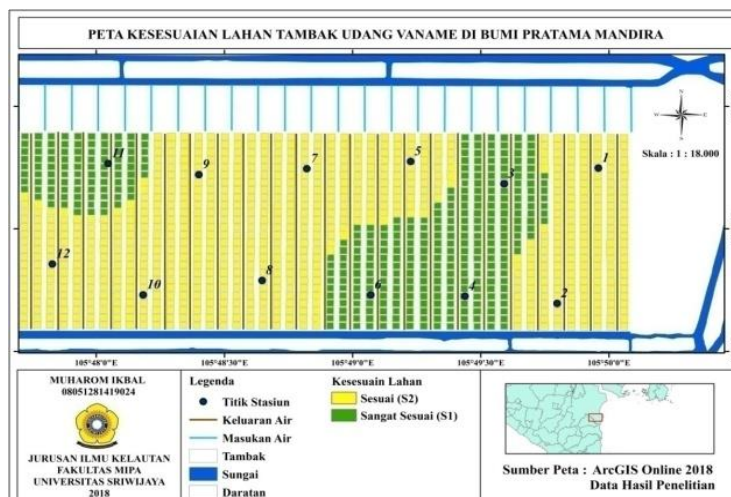 PETA KESESUAIAN LAHAN TAMBAK UDANG VANAME DI BUMI PRATAMA MANDIRA
N
W
E
S
Skala : 1 : 18.000
11
9
7
5
3
1
12
10
8
6
4
2
105°48'0"E
105°48'30"E
105°49'0"E
105°49'30"E
105°50'0"E
MUHAROM IKBAL
08051281419024
JURUSAN ILMU KELAUTAN
FAKULTAS MIPA
UNIVERSITAS SRIWIJAYA
2018
Legenda
Titik Stasiun
Keluaran Air
Masukan Air
Tambak
Sungai
Daratan
Kesesuaian Lahan
Sesuai (S2)
Sangat Sesuai (S1)
Sumber Peta : ArcGIS Online 2018
Data Hasil Penelitian